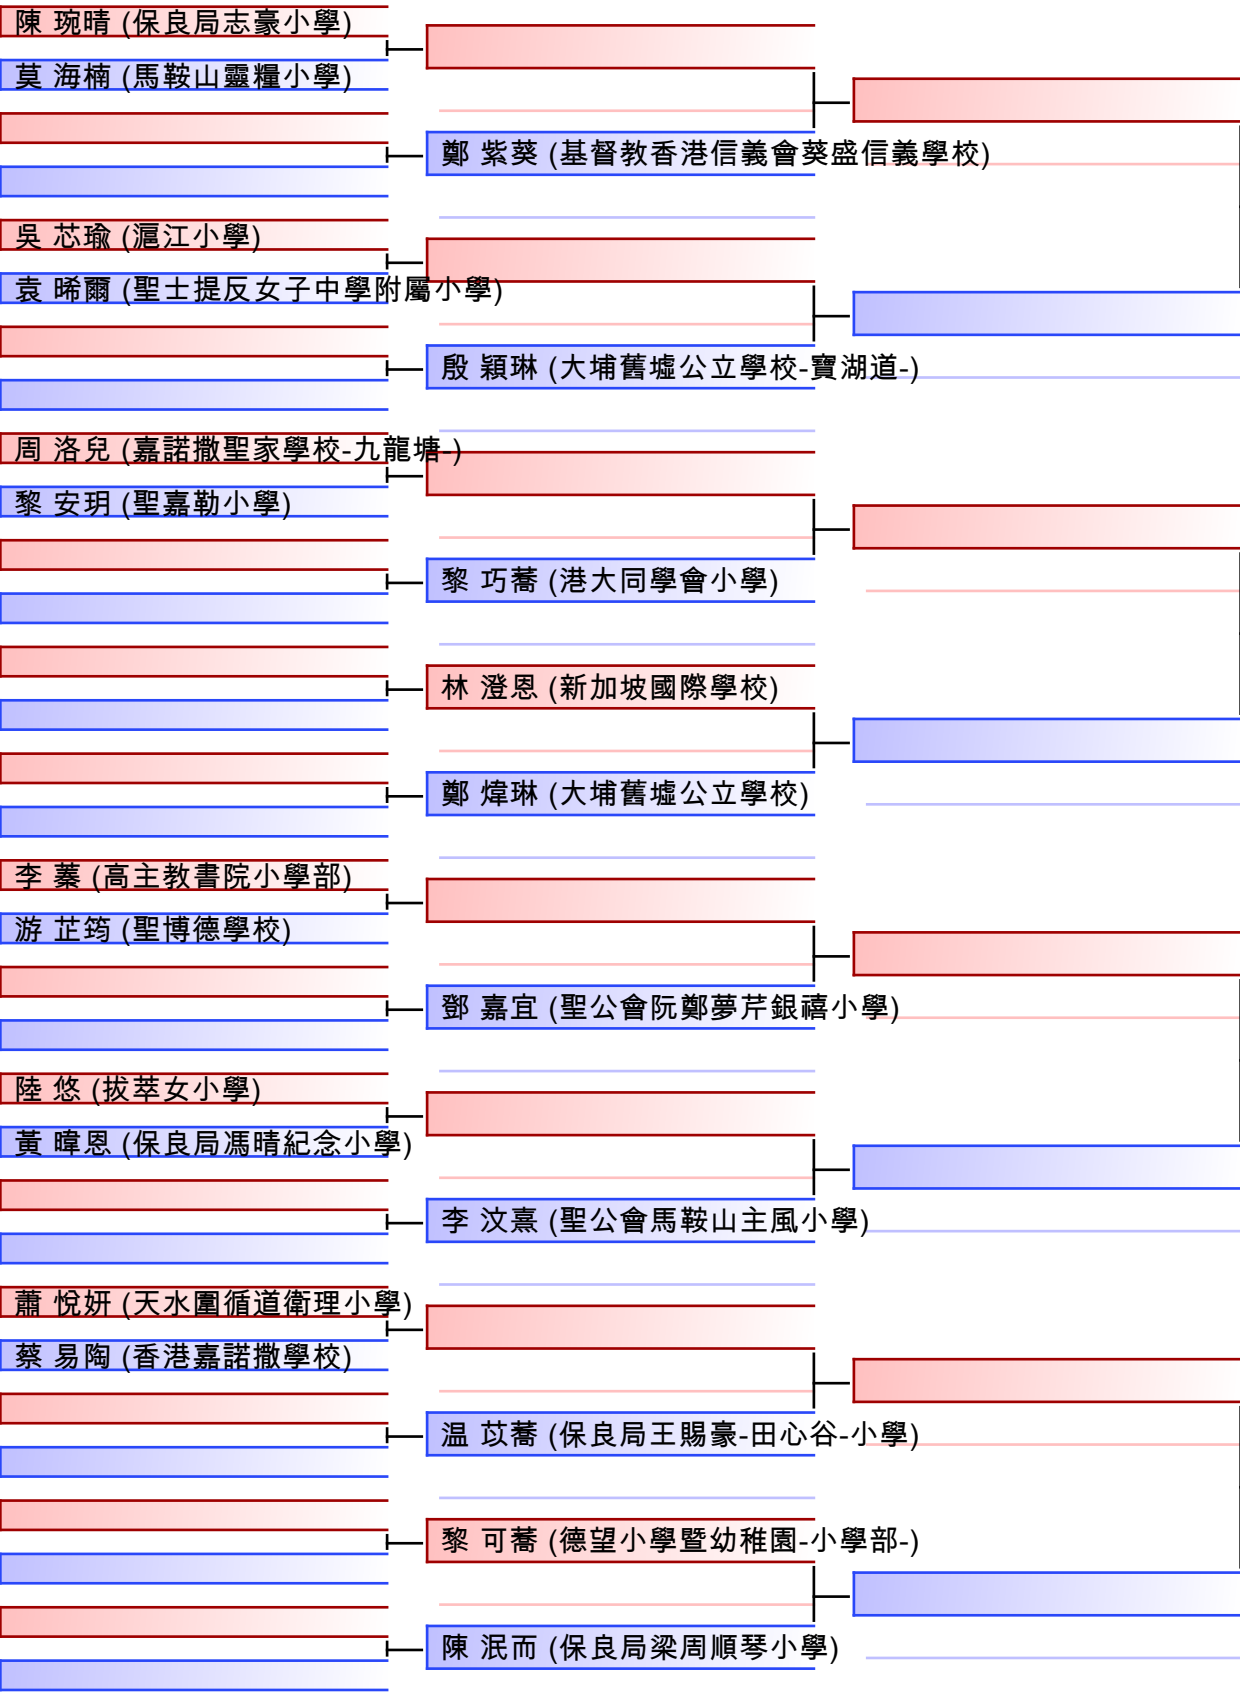 陳 琬晴 (保良局志豪小學)
莫 海楠 (馬鞍山靈糧小學)
鄭 紫葵 (基督教香港信義會葵盛信義學校)
吳 芯瑜 (滬江小學)
袁 晞爾 (聖士提反女子中學附屬小學)
殷 穎琳 (大埔舊墟公立學校-寶湖道-)
周 洛兒 (嘉諾撒聖家學校-九龍塘-)
黎 安玥 (聖嘉勒小學)
黎 巧蕎 (港大同學會小學)
林 澄恩 (新加坡國際學校)
鄭 煒琳 (大埔舊墟公立學校)
李 蓁 (高主教書院小學部)
游 芷筠 (聖博德學校)
鄧 嘉宜 (聖公會阮鄭夢芹銀禧小學)
陸 悠 (拔萃女小學)
黃 暐恩 (保良局馮晴紀念小學)
李 汶熹 (聖公會馬鞍山主風小學)
蕭 悅妍 (天水圍循道衛理小學)
蔡 易陶 (香港嘉諾撒學校)
温 苡蕎 (保良局王賜豪-田心谷-小學)
黎 可蕎 (德望小學暨幼稚園-小學部-)
陳 泯而 (保良局梁周順琴小學)